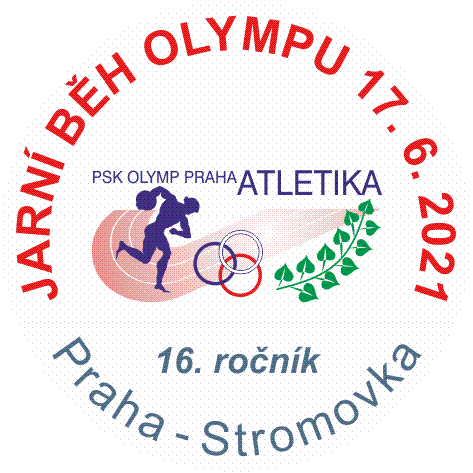 JARNÍ BĚH OLYMPU 17.6.2021
PSK OLYMP PRAHA ATLETIKA
16. ročník
Praha - Stromovka